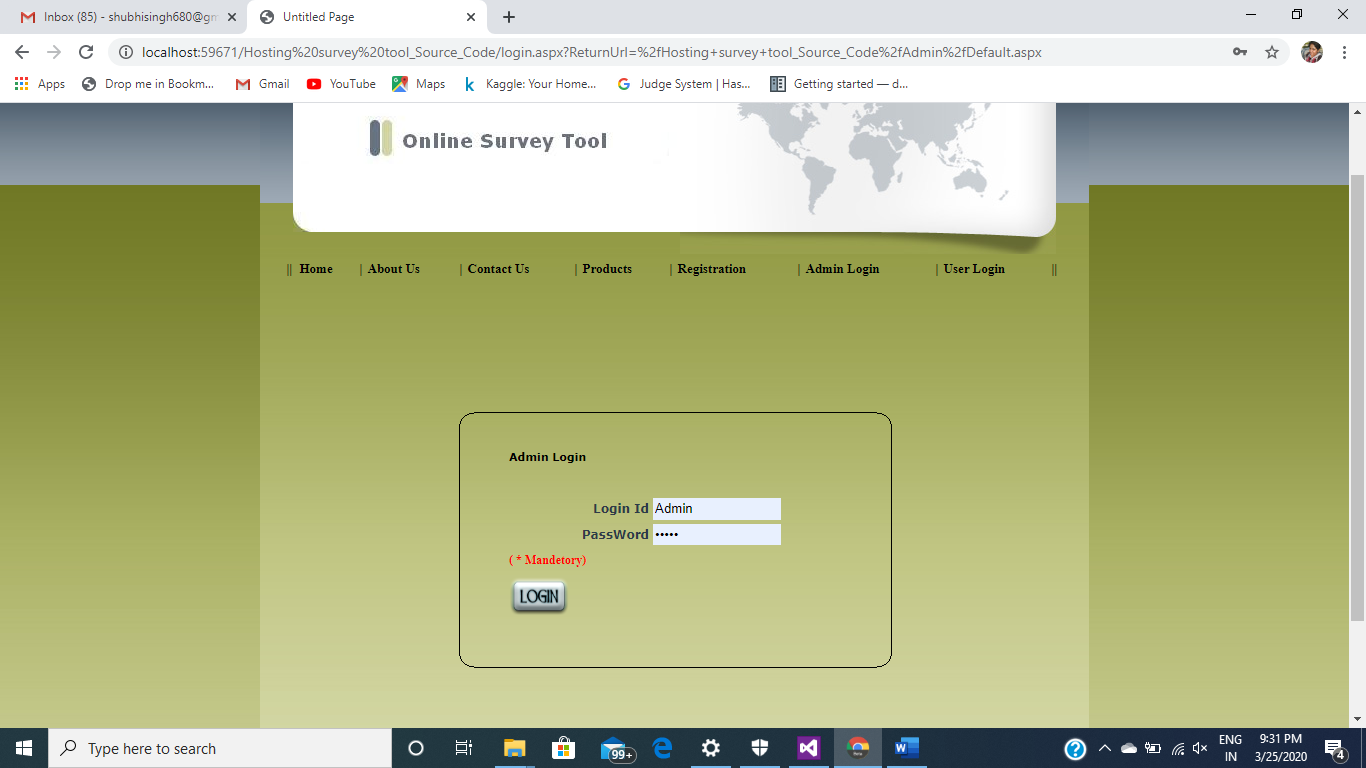 Inbox (85) - shubhisingh680@gm
Untitled Page
localhost:59671/Hosting%20survey%20tool_Source_Code/login.aspx?ReturnUrl=%2fHosting+survey+tool_Source_Code%2fAdmin%2fDefault.aspx
Apps Drop me in Bookm... Gmail YouTube Maps Kaggle: Your Home... Judge System | Has... Getting started — d...
Online Survey Tool
|| Home | About Us | Contact Us | Products | Registration | Admin Login | User Login ||
Admin Login
Login Id Admin
PassWord •••••
( * Mandetory)
LOGIN
Type here to search
99+
ENG
IN
9:31 PM
3/25/2020
4